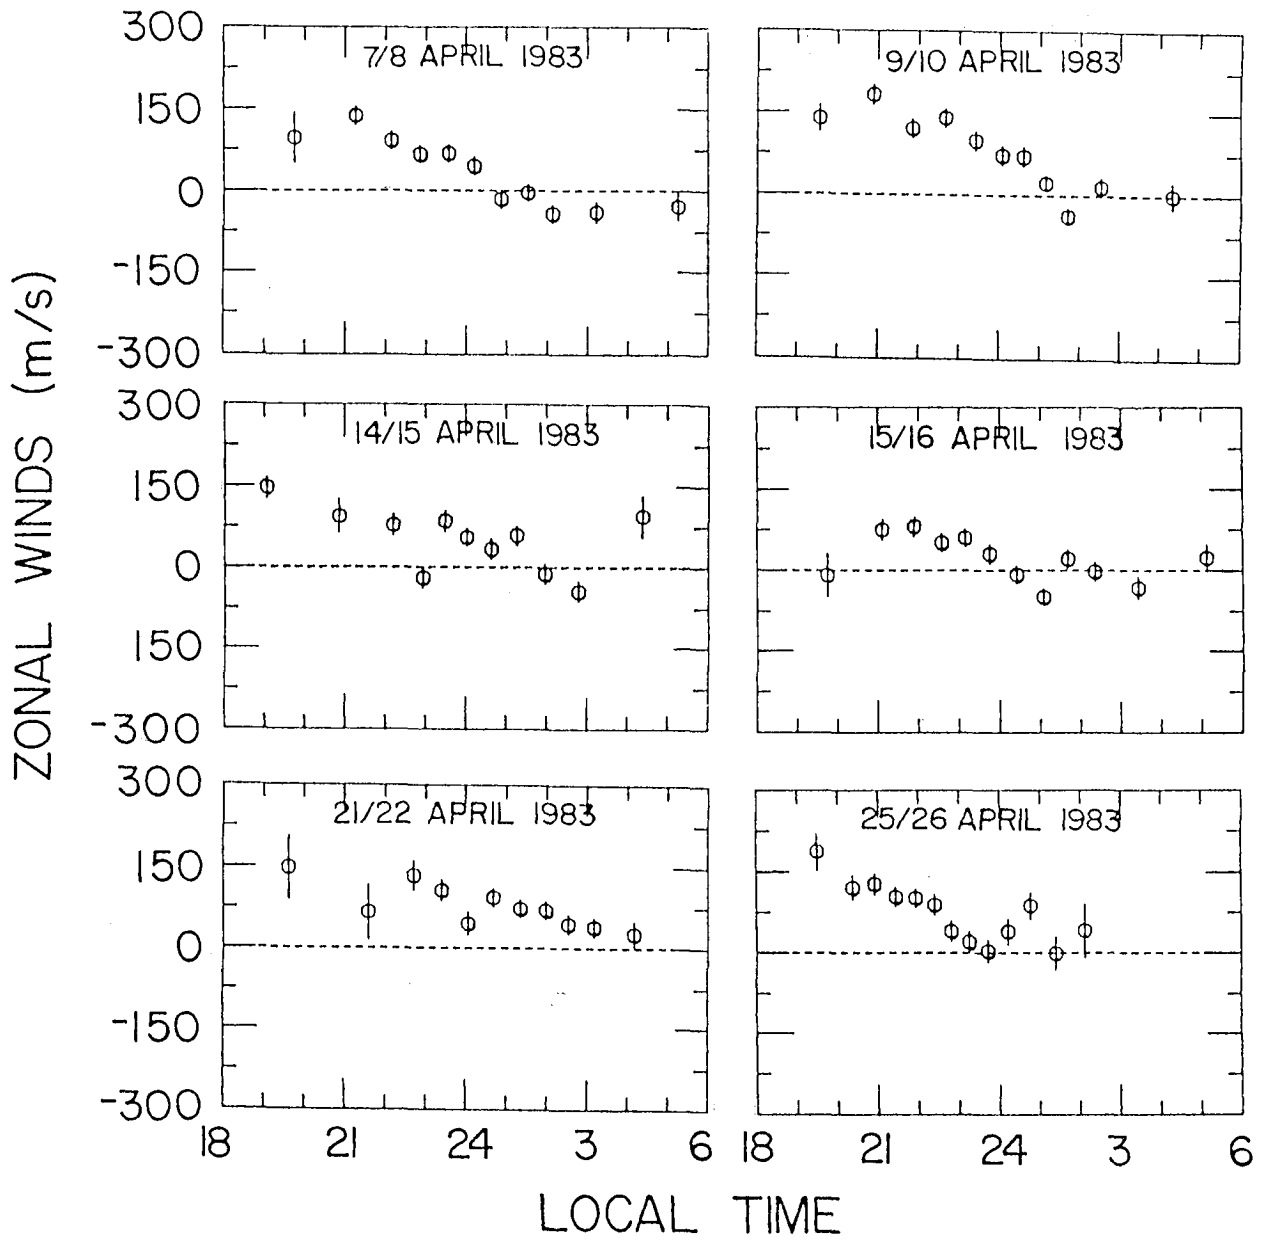 ZONAL WINDS (m/s)
300
150
0
-150
-300
7/8 APRIL 1983
9/10 APRIL 1983
300
150
0
150
-300
14/15 APRIL 1983
15/16 APRIL 1983
300
150
0
-150
-300
21/22 APRIL 1983
25/26 APRIL 1983
18 21 24 3 6
18 21 24 3 6
LOCAL TIME